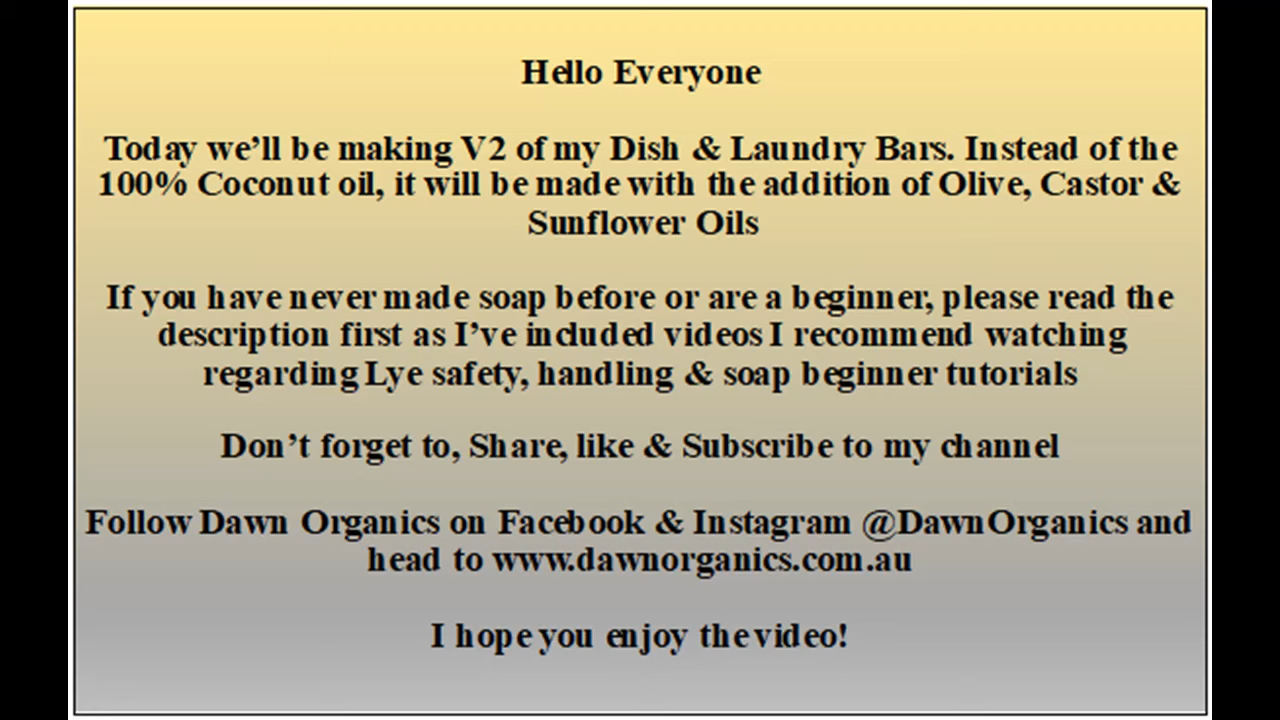 Hello Everyone
Today we’ll be making V2 of my Dish & Laundry Bars. Instead of the
100% Coconut oil, it will be made with the addition of Olive, Castor &
Sunflower Oils
If you have never made soap before or are a beginner, please read the
description first as I’ve included videos I recommend watching
regarding Lye safety, handling & soap beginner tutorials
Don’t forget to, Share, like & Subscribe to my channel
Follow Dawn Organics on Facebook & Instagram @DawnOrganics and
head to www.dawnorganics.com.au
I hope you enjoy the video!